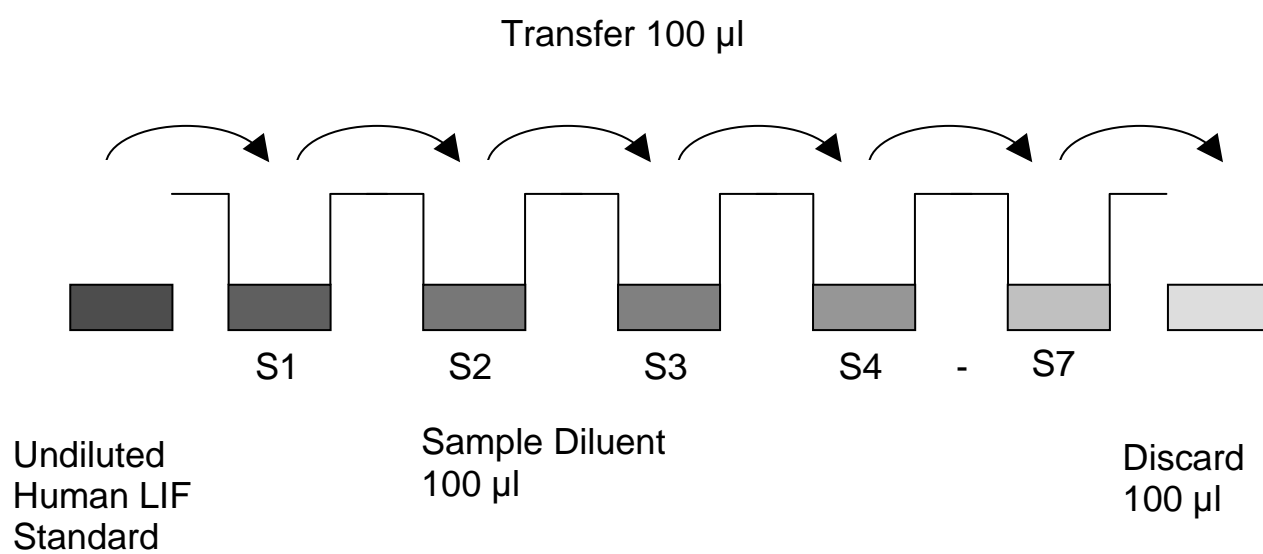 Transfer 100 µl
S1 S2 S3 S4 - S7
Undiluted
Human LIF
Standard
Sample Diluent
100 µl
Discard
100 µl